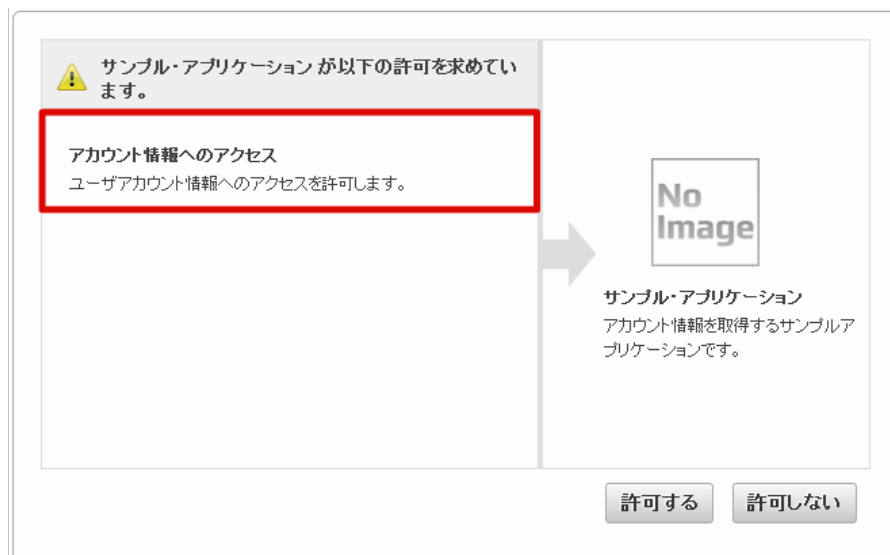 サンプル・アプリケーション が以下の許可を求めてい
ます。
アカウント情報へのアクセス
ユーザアカウント情報へのアクセスを許可します。
No
Image
サンプル・アプリケーション
アカウント情報を取得するサンプルア
プリケーションです。
許可する
許可しない